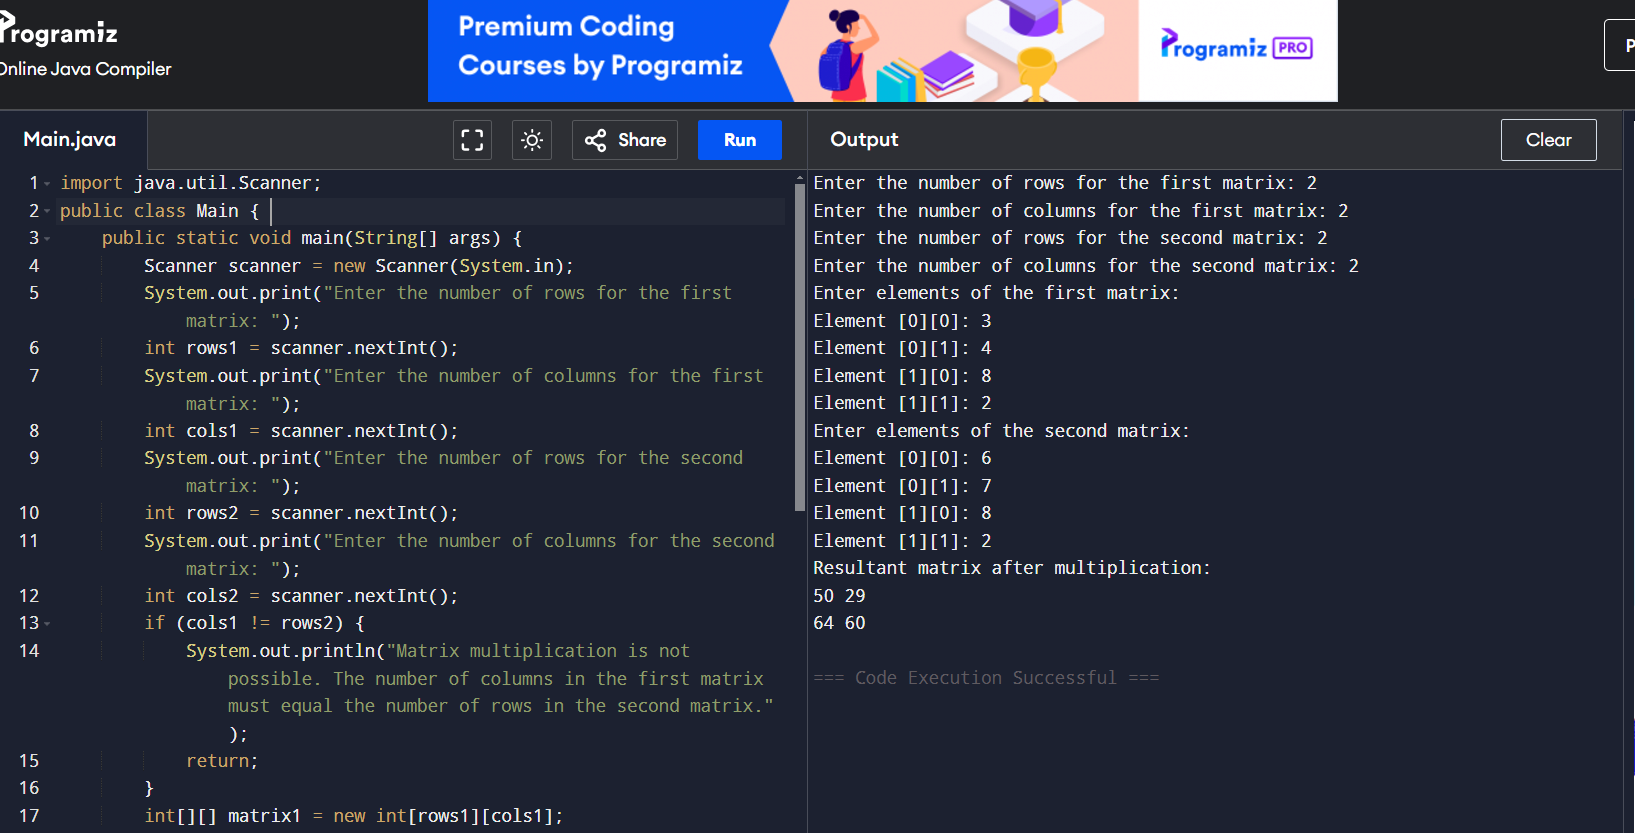 Programiz
Online Java Compiler
Premium Coding
Courses by Programiz
Programiz PRO
P
Main.java
Share
Run
Output
Clear
1 import java.util.Scanner;
2 public class Main {
3 public static void main(String[] args) {
4 Scanner scanner = new Scanner(System.in);
5 System.out.print("Enter the number of rows for the first
matrix: ");
6 int rows1 = scanner.nextInt();
7 System.out.print("Enter the number of columns for the first
matrix: ");
8 int cols1 = scanner.nextInt();
9 System.out.print("Enter the number of rows for the second
matrix: ");
10 int rows2 = scanner.nextInt();
11 System.out.print("Enter the number of columns for the second
matrix: ");
12 int cols2 = scanner.nextInt();
13 if (cols1 != rows2) {
14 System.out.println("Matrix multiplication is not
possible. The number of columns in the first matrix
must equal the number of rows in the second matrix."
);
15 return;
16 }
17 int[][] matrix1 = new int[rows1][cols1];
Enter the number of rows for the first matrix: 2
Enter the number of columns for the first matrix: 2
Enter the number of rows for the second matrix: 2
Enter the number of columns for the second matrix: 2
Enter elements of the first matrix:
Element [0][0]: 3
Element [0][1]: 4
Element [1][0]: 8
Element [1][1]: 2
Enter elements of the second matrix:
Element [0][0]: 6
Element [0][1]: 7
Element [1][0]: 8
Element [1][1]: 2
Resultant matrix after multiplication:
50 29
64 60
=== Code Execution Successful ===